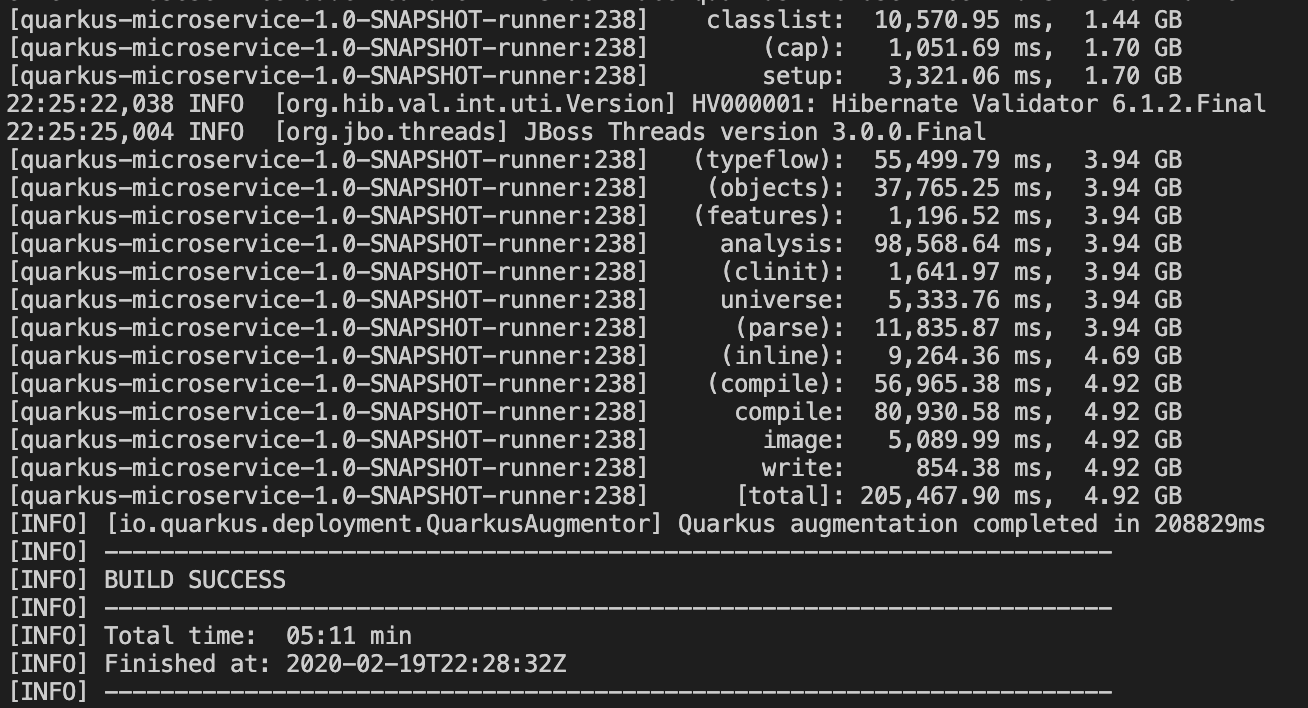 [quarkus-microservice-1.0-SNAPSHOT-runner:238]    classlist:  10,570.95 ms,  1.44 GB
[quarkus-microservice-1.0-SNAPSHOT-runner:238]        (cap):   1,051.69 ms,  1.70 GB
[quarkus-microservice-1.0-SNAPSHOT-runner:238]        setup:   3,321.06 ms,  1.70 GB
22:25:22,038 INFO  [org.hib.val.int.uti.Version] HV000001: Hibernate Validator 6.1.2.Final
22:25:25,004 INFO  [org.jbo.threads] JBoss Threads version 3.0.0.Final
[quarkus-microservice-1.0-SNAPSHOT-runner:238]   (typeflow):  55,499.79 ms,  3.94 GB
[quarkus-microservice-1.0-SNAPSHOT-runner:238]    (objects):  37,765.25 ms,  3.94 GB
[quarkus-microservice-1.0-SNAPSHOT-runner:238]   (features):   1,196.52 ms,  3.94 GB
[quarkus-microservice-1.0-SNAPSHOT-runner:238]     analysis:  98,568.64 ms,  3.94 GB
[quarkus-microservice-1.0-SNAPSHOT-runner:238]     (clinit):   1,641.97 ms,  3.94 GB
[quarkus-microservice-1.0-SNAPSHOT-runner:238]     universe:   5,333.76 ms,  3.94 GB
[quarkus-microservice-1.0-SNAPSHOT-runner:238]      (parse):  11,835.87 ms,  3.94 GB
[quarkus-microservice-1.0-SNAPSHOT-runner:238]     (inline):   9,264.36 ms,  4.69 GB
[quarkus-microservice-1.0-SNAPSHOT-runner:238]    (compile):  56,965.38 ms,  4.92 GB
[quarkus-microservice-1.0-SNAPSHOT-runner:238]      compile:  80,930.58 ms,  4.92 GB
[quarkus-microservice-1.0-SNAPSHOT-runner:238]        image:   5,089.99 ms,  4.92 GB
[quarkus-microservice-1.0-SNAPSHOT-runner:238]        write:     854.38 ms,  4.92 GB
[quarkus-microservice-1.0-SNAPSHOT-runner:238]      [total]: 205,467.90 ms,  4.92 GB
[INFO] [io.quarkus.deployment.QuarkusAugmentor] Quarkus augmentation completed in 208829ms
[INFO] ------------------------------------------------------------------------
[INFO] BUILD SUCCESS
[INFO] ------------------------------------------------------------------------
[INFO] Total time:  05:11 min
[INFO] Finished at: 2020-02-19T22:28:32Z
[INFO] ------------------------------------------------------------------------